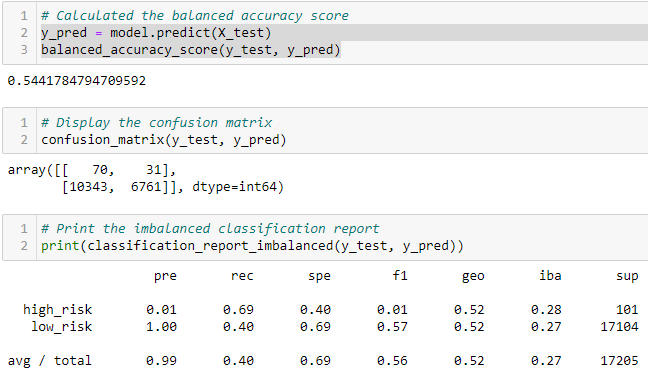 1 # Calculated the balanced accuracy score
2 y_pred = model.predict(X_test)
3 balanced_accuracy_score(y_test, y_pred)
0.5441784794709592
1 # Display the confusion matrix
2 confusion_matrix(y_test, y_pred)
array([[   70,    31],
       [10343,  6761]], dtype=int64)
1 # Print the imbalanced classification report
2 print(classification_report_imbalanced(y_test, y_pred))
pre rec spe f1 geo iba sup
high_risk 0.01 0.69 0.40 0.01 0.52 0.28 101
low_risk 1.00 0.40 0.69 0.57 0.52 0.27 17104
avg / total 0.99 0.40 0.69 0.56 0.52 0.27 17205